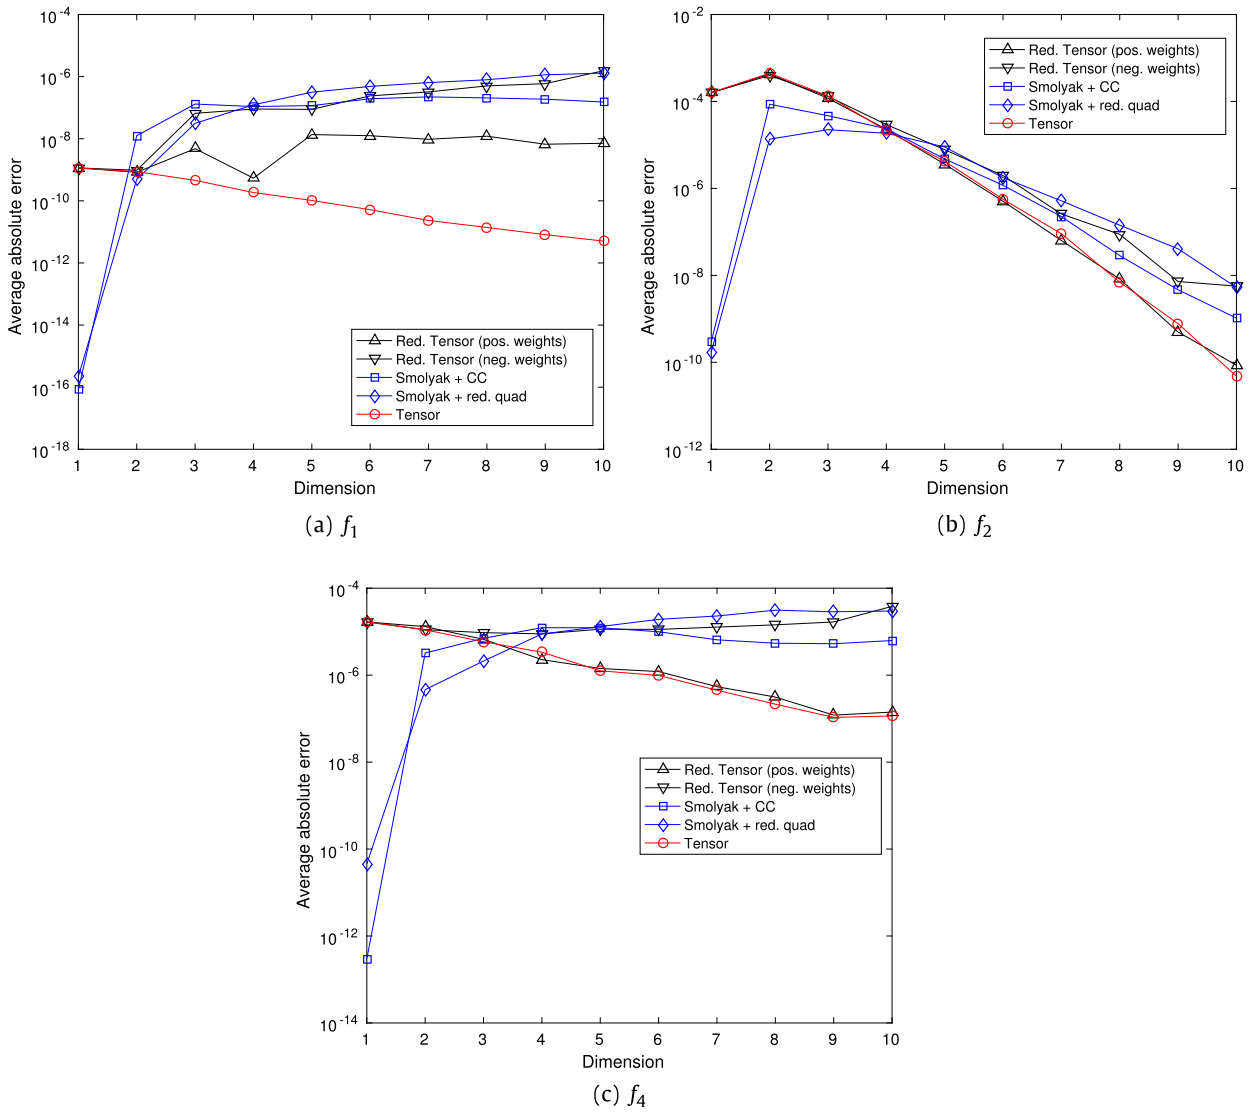 10^-4
10^-6
10^-8
10^-10
10^-12
10^-14
10^-16
10^-18
Average absolute error
Red. Tensor (pos. weights)
Red. Tensor (neg. weights)
Smolyak + CC
Smolyak + red. quad
Tensor
1 2 3 4 5 6 7 8 9 10
Dimension
(a) f1
10^-2
10^-4
10^-6
10^-8
10^-10
10^-12
Average absolute error
Red. Tensor (pos. weights)
Red. Tensor (neg. weights)
Smolyak + CC
Smolyak + red. quad
Tensor
1 2 3 4 5 6 7 8 9 10
Dimension
(b) f2
10^-4
10^-6
10^-8
10^-10
10^-12
10^-14
Average absolute error
Red. Tensor (pos. weights)
Red. Tensor (neg. weights)
Smolyak + CC
Smolyak + red. quad
Tensor
1 2 3 4 5 6 7 8 9 10
Dimension
(c) f4